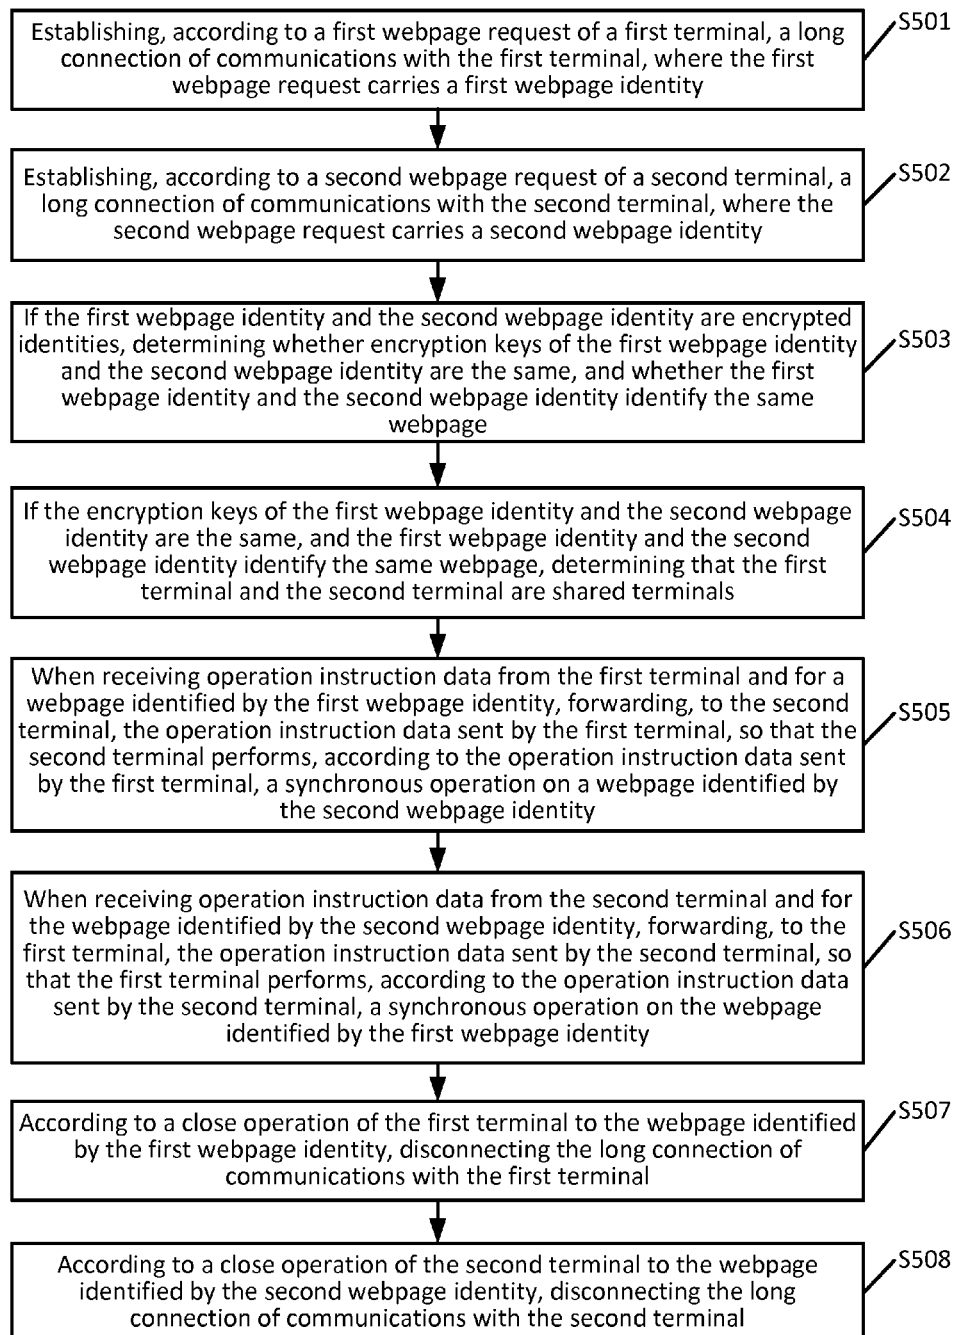 Establishing, according to a first webpage request of a first terminal, a long
connection of communications with the first terminal, where the first
webpage request carries a first webpage identity
S501
Establishing, according to a second webpage request of a second terminal, a
long connection of communications with the second terminal, where the
second webpage request carries a second webpage identity
S502
If the first webpage identity and the second webpage identity are encrypted
identities, determining whether encryption keys of the first webpage identity
and the second webpage identity are the same, and whether the first
webpage identity and the second webpage identity identify the same
webpage
S503
If the encryption keys of the first webpage identity and the second webpage
identity are the same, and the first webpage identity and the second
webpage identity identify the same webpage, determining that the first
terminal and the second terminal are shared terminals
S504
When receiving operation instruction data from the first terminal and for a
webpage identified by the first webpage identity, forwarding, to the second
terminal, the operation instruction data sent by the first terminal, so that the
second terminal performs, according to the operation instruction data sent
by the first terminal, a synchronous operation on a webpage identified by
the second webpage identity
S505
When receiving operation instruction data from the second terminal and for
the webpage identified by the second webpage identity, forwarding, to the
first terminal, the operation instruction data sent by the second terminal, so
that the first terminal performs, according to the operation instruction data
sent by the second terminal, a synchronous operation on the webpage
identified by the first webpage identity
S506
According to a close operation of the first terminal to the webpage identified
by the first webpage identity, disconnecting the long connection of
communications with the first terminal
S507
According to a close operation of the second terminal to the webpage
identified by the second webpage identity, disconnecting the long
connection of communications with the second terminal
S508